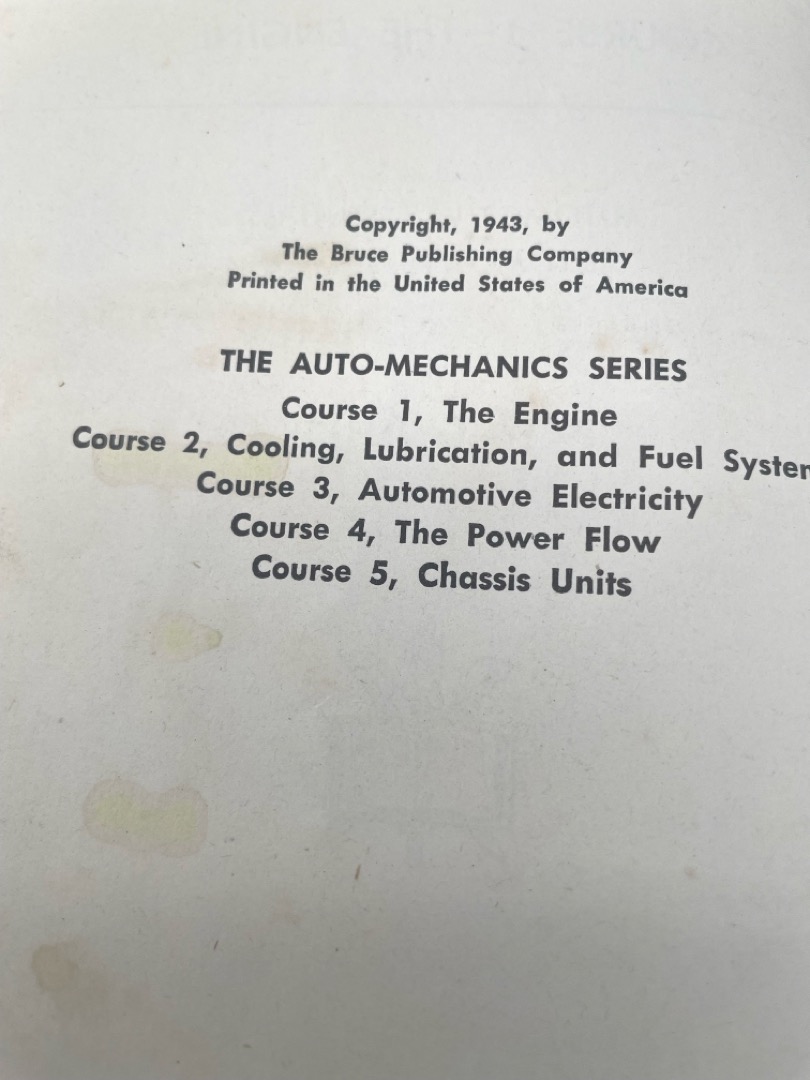 Copyright, 1943, by
The Bruce Publishing Company
Printed in the United States of America
THE AUTO-MECHANICS SERIES
Course 1, The Engine
Course 2, Cooling, Lubrication, and Fuel
Course 3, Automotive Electricity
Course 4, The Power Flow
Course 5, Chassis Units